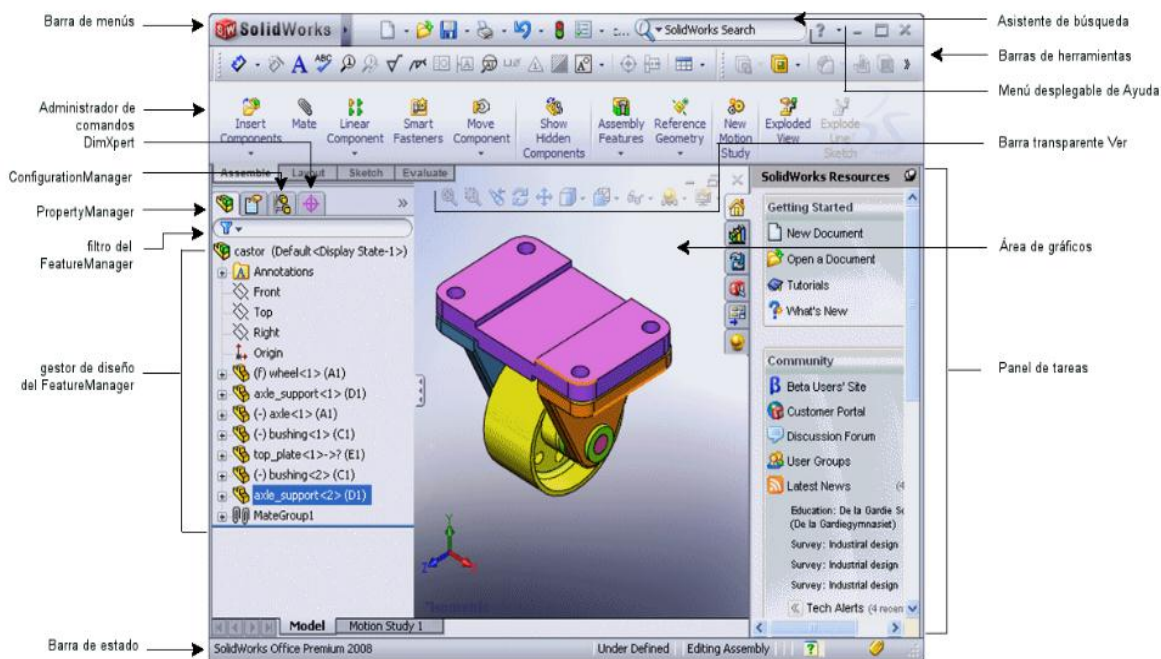 Barra de menús
SolidWorks
SolidWorks Search
Asistente de búsqueda
Barras de herramientas
Menú desplegable de Ayuda
Administrador de
comandos
DimXpert
Insert
Components
Mate
Linear
Component
Smart
Fasteners
Move
Component
Show
Hidden
Components
Assembly
Features
Reference
Geometry
New
Motion
Study
Exploded
View
Explode
Line
Sketch
Barra transparente Ver
Assemble Layout Sketch Evaluate
ConfigurationManager
PropertyManager
filtro del
FeatureManager
gestor de diseño
del FeatureManager
castor (Default<Display State-1>)
Annotations
Front
Top
Right
Origin
(f) wheel<1> (A1)
axle_support<1> (D1)
(-) axle<1> (A1)
(-) bushing<1> (C1)
top_plate<1>->? (E1)
(-) bushing<2> (C1)
axle_support<2> (D1)
MateGroup1
Y
Z
*Isometric
SolidWorks Resources
Getting Started
New Document
Open a Document
Tutorials
What's New
Community
Beta Users' Site
Customer Portal
Discussion Forum
User Groups
Latest News (4
Education: De la Gardie Sc
(De la Gardiegymnasiet)
Survey: Industiral design
Survey: Industrial design
Survey: Industrial design
Tech Alerts (4 recen
Área de gráficos
Panel de tareas
Model Motion Study 1
Barra de estado
SolidWorks Office Premium 2008
Under Defined Editing Assembly